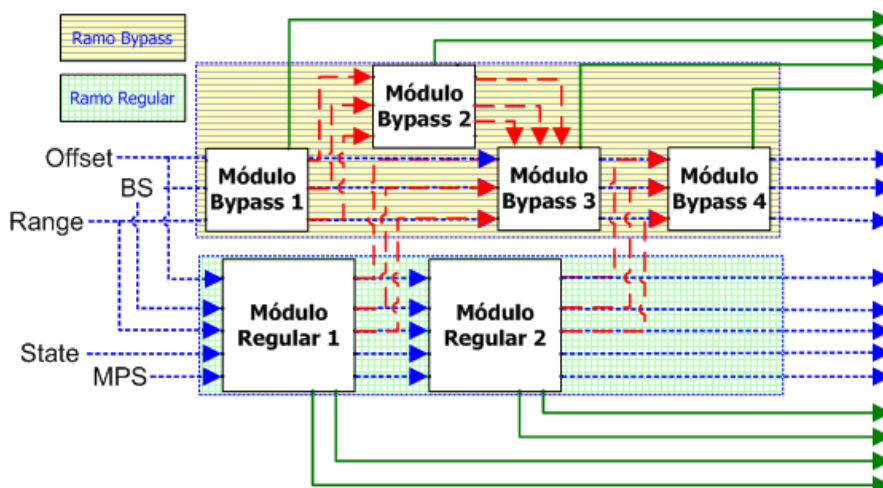 Ramo Bypass
Ramo Regular
Módulo
Bypass 2
Offset
BS
Range
Módulo
Bypass 1
Módulo
Bypass 3
Módulo
Bypass 4
Módulo
Regular 1
Módulo
Regular 2
State
MPS